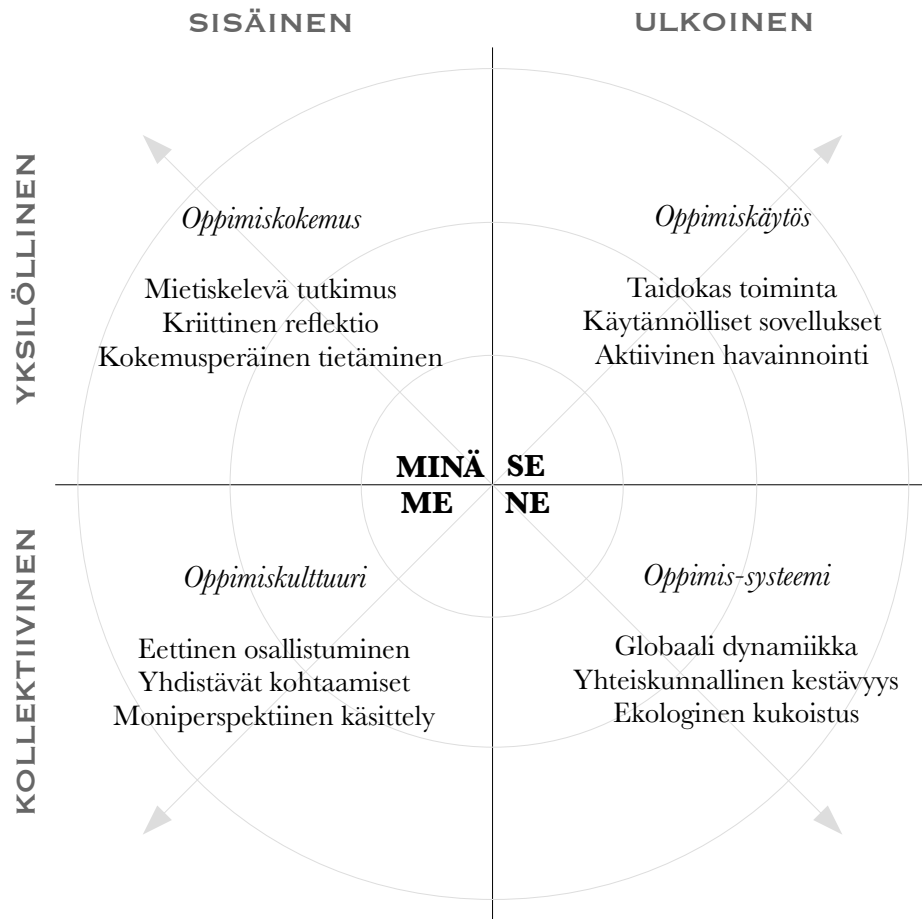 SISÄINEN
ULKOINEN
YKSILÖLLINEN
Oppimiskokemus
Mietiskelevä tutkimus
Kriittinen reflektio
Kokemusperäinen tietäminen
Oppimiskäytös
Taidokas toiminta
Käytännölliset sovellukset
Aktiivinen havainnointi
MINÄ
SE
ME
NE
KOLLEKTIIVINEN
Oppimiskulttuuri
Eettinen osallistuminen
Yhdistävät kohtaamiset
Moniperspektiinen käsittely
Oppimis-systeemi
Globaali dynamiikka
Yhteiskunnallinen kestävyys
Ekologinen kukoistus